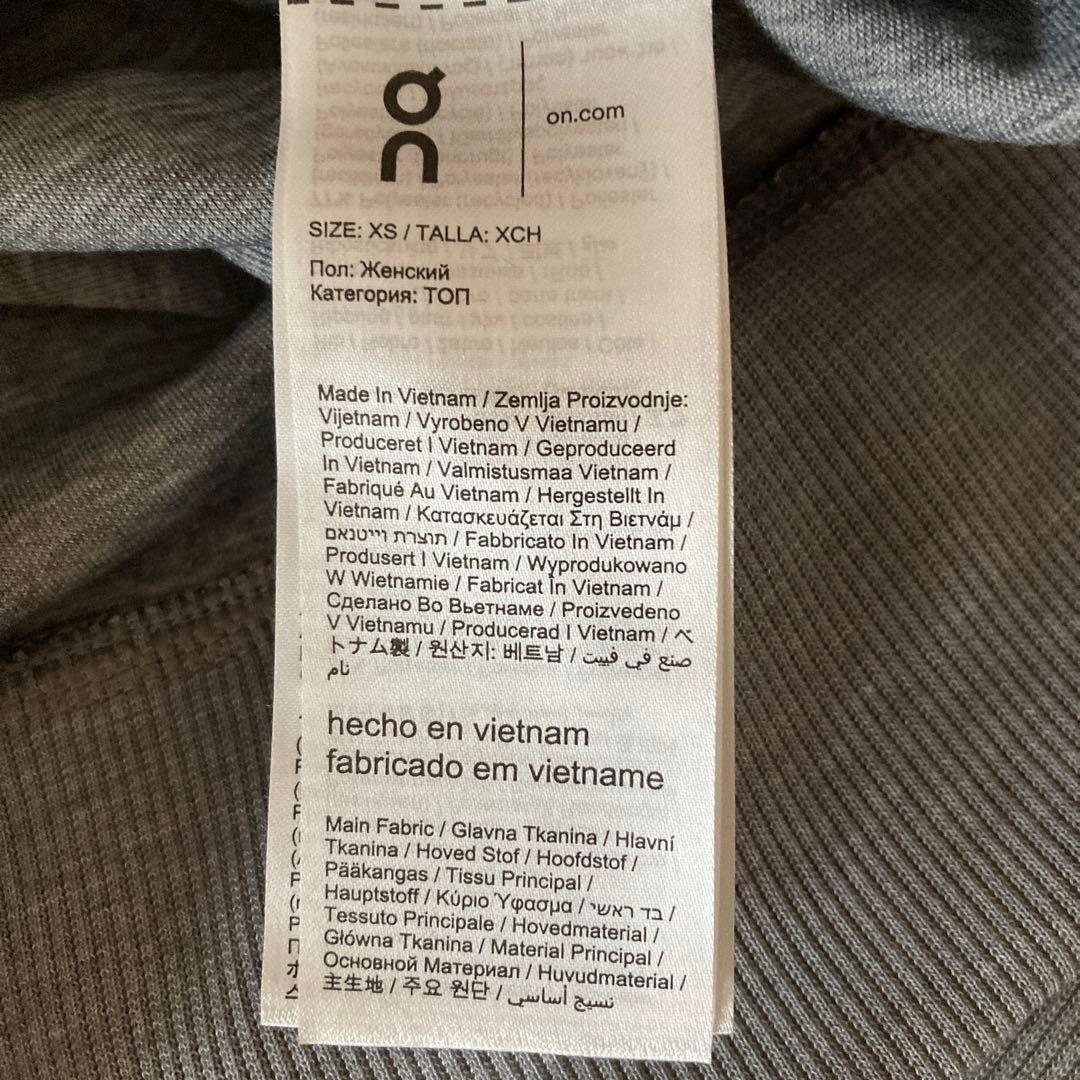 on.com
SIZE: XS / TALLA: XCH
Пол: Женский
Категория: ТОП
Made In Vietnam / Zemlja Proizvodnje:
Vijetnam / Vyrobeno V Vietnamu /
Produceret I Vietnam / Geproduceerd
In Vietnam / Valmistusmaa Vietnam /
Fabriqué Au Vietnam / Hergestellt In
Vietnam / Κατασκευάζεται Στη Βιετνάμ /
תוצרת וייטנאם / Fabbricato In Vietnam /
Produsert I Vietnam / Wyprodukowano
W Wietnamie / Fabricat În Vietnam /
Сделано Во Вьетнаме / Proizvedeno
V Vietnamu / Producerad I Vietnam / ベ
トナム製 / 원산지: 베트남 / صنع في فييت
نام
hecho en vietnam
fabricado em vietname
Main Fabric / Glavna Tkanina / Hlavní
Tkanina / Hoved Stof / Hoofdstof /
Pääkangas / Tissu Principal /
Hauptstoff / Κύριο Ύφασμα / בד ראשי /
Tessuto Principale / Hovedmaterial /
Główna Tkanina / Material Principal /
Основной Материал / Huvudmaterial /
主生地 / 주요 원단 / نسيج أساسي